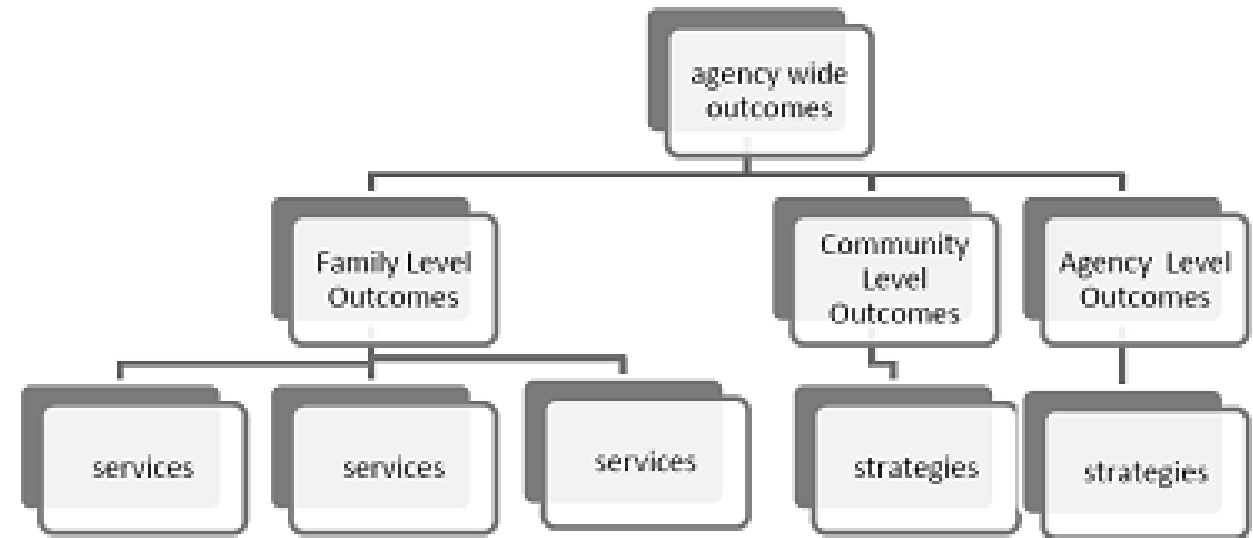 agency wide
outcomes
Family Level
Outcomes
Community
Level
Outcomes
Agency Level
Outcomes
services
services
services
strategies
strategies